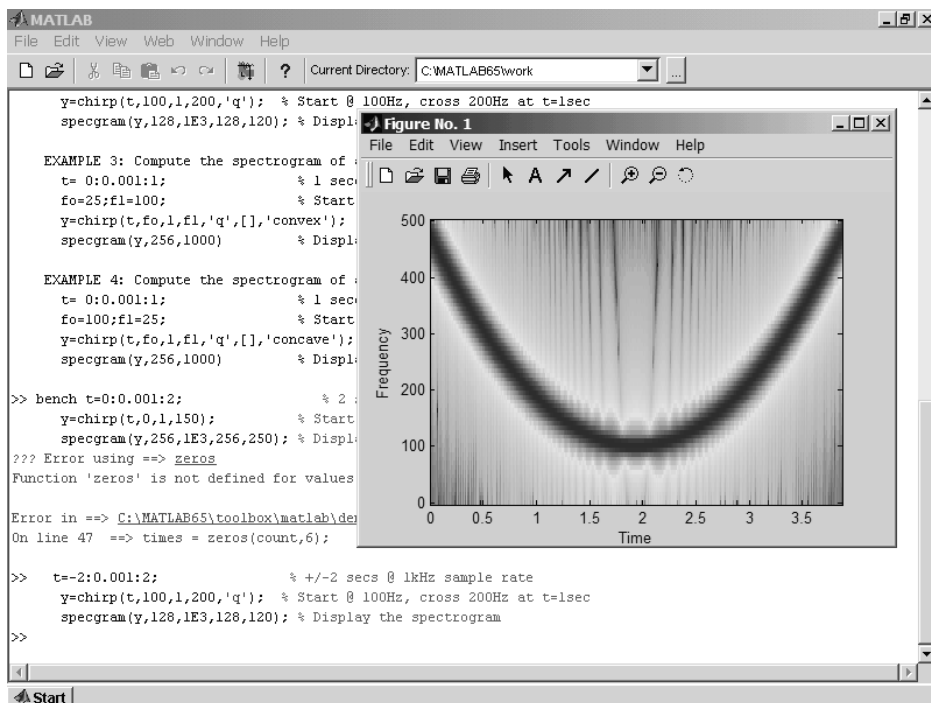 MATLAB
File Edit View Web Window Help
? Current Directory: C:\MATLAB65\work ...
y=chirp(t,100,1,200,'q'); % Start @ 100Hz, cross 200Hz at t=1sec
specgram(y,128,1E3,128,120); % Displ
EXAMPLE 3: Compute the spectrogram of
t= 0:0.001:1; % 1 sec
fo=25;f1=100; % Start
y=chirp(t,fo,1,f1,'q',[],'convex');
specgram(y,256,1000) % Displ
EXAMPLE 4: Compute the spectrogram of
t= 0:0.001:1; % 1 sec
fo=100;f1=25; % Start
y=chirp(t,fo,1,f1,'q',[],'concave');
specgram(y,256,1000) % Displ
>> bench t=0:0.001:2; % 2
y=chirp(t,0,1,150); % Start
specgram(y,256,1E3,256,250); % Displ
??? Error using ==> zeros
Function 'zeros' is not defined for values
Error in ==> C:\MATLAB65\toolbox\matlab\de
On line 47 ==> times = zeros(count,6);
>> t=-2:0.001:2; % +/-2 secs @ 1kHz sample rate
y=chirp(t,100,1,200,'q'); % Start @ 100Hz, cross 200Hz at t=1sec
specgram(y,128,1E3,128,120); % Display the spectrogram
>>
Start
Figure No. 1
File Edit View Insert Tools Window Help
A
500
400
300
200
100
0
Frequency
0 0.5 1 1.5 2 2.5 3 3.5
Time